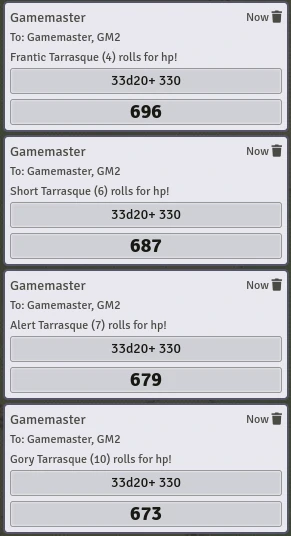 Gamemaster Now
To: Gamemaster, GM2
Frantic Tarrasque (4) rolls for hp!
33d20+ 330
696
Gamemaster Now
To: Gamemaster, GM2
Short Tarrasque (6) rolls for hp!
33d20+ 330
687
Gamemaster Now
To: Gamemaster, GM2
Alert Tarrasque (7) rolls for hp!
33d20+ 330
679
Gamemaster Now
To: Gamemaster, GM2
Gory Tarrasque (10) rolls for hp!
33d20+ 330
673